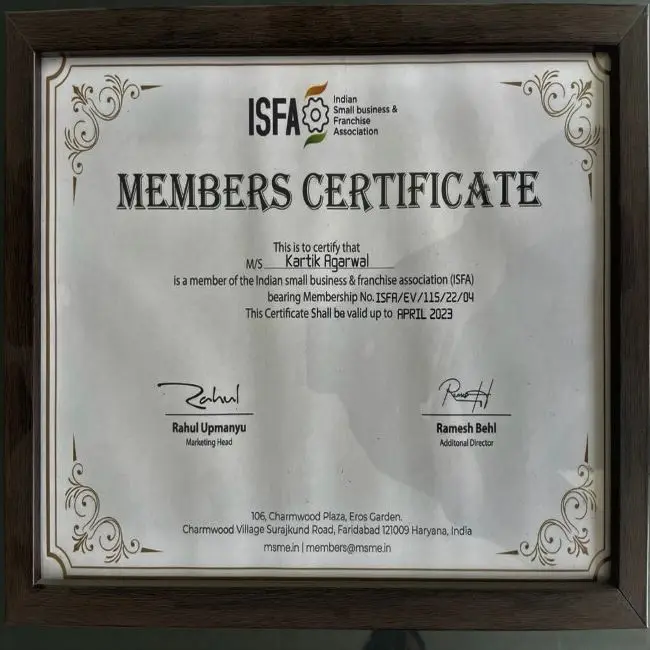 ISFA
Indian
Small business &
Franchise
Association
MEMBERS CERTIFICATE
This is to certify that
M/S Kartik Agarwal
is a member of the Indian small business & franchise association (ISFA)
bearing Membership No. ISFA/EV/115/22/04
This Certificate Shall be valid up to APRIL 2023
Rahul
Rahul Upmanyu
Marketing Head
Ramesh Behl
Additonal Director
106, Charmwood Plaza, Eros Garden.
Charmwood Village Surajkund Road, Faridabad 121009 Haryana, India
msme.in | members@msme.in